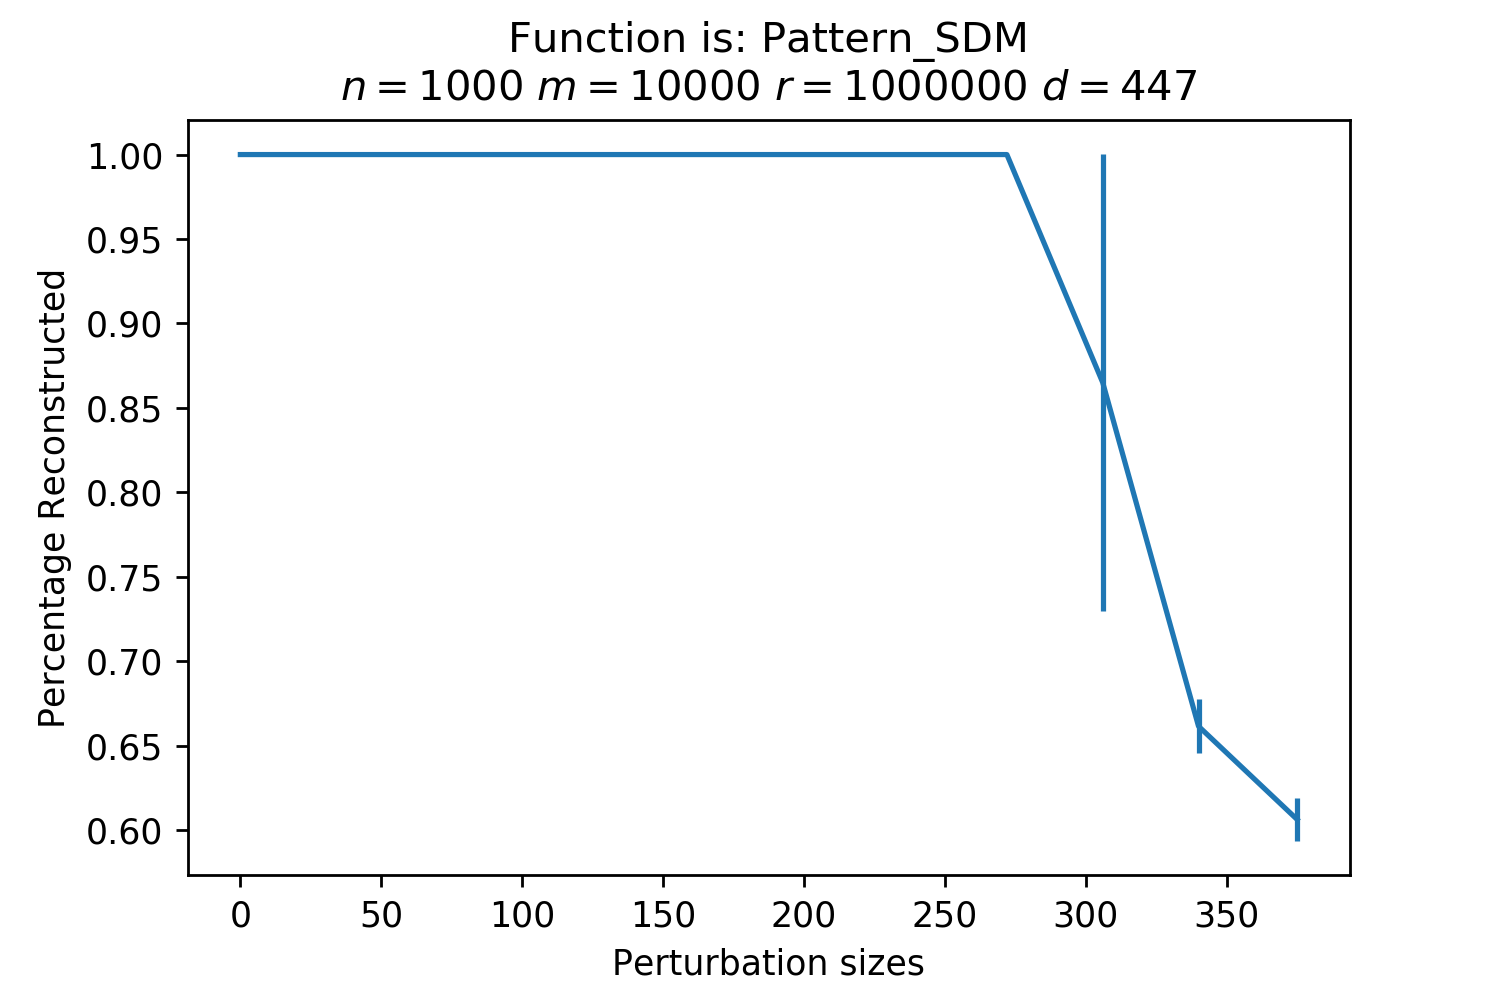 Function is: Pattern_SDM
n = 1000 m = 10000 r = 1000000 d = 447
1.00
0.95
0.90
0.85
0.80
0.75
0.70
0.65
0.60
Percentage Reconstructed
0 50 100 150 200 250 300 350
Perturbation sizes